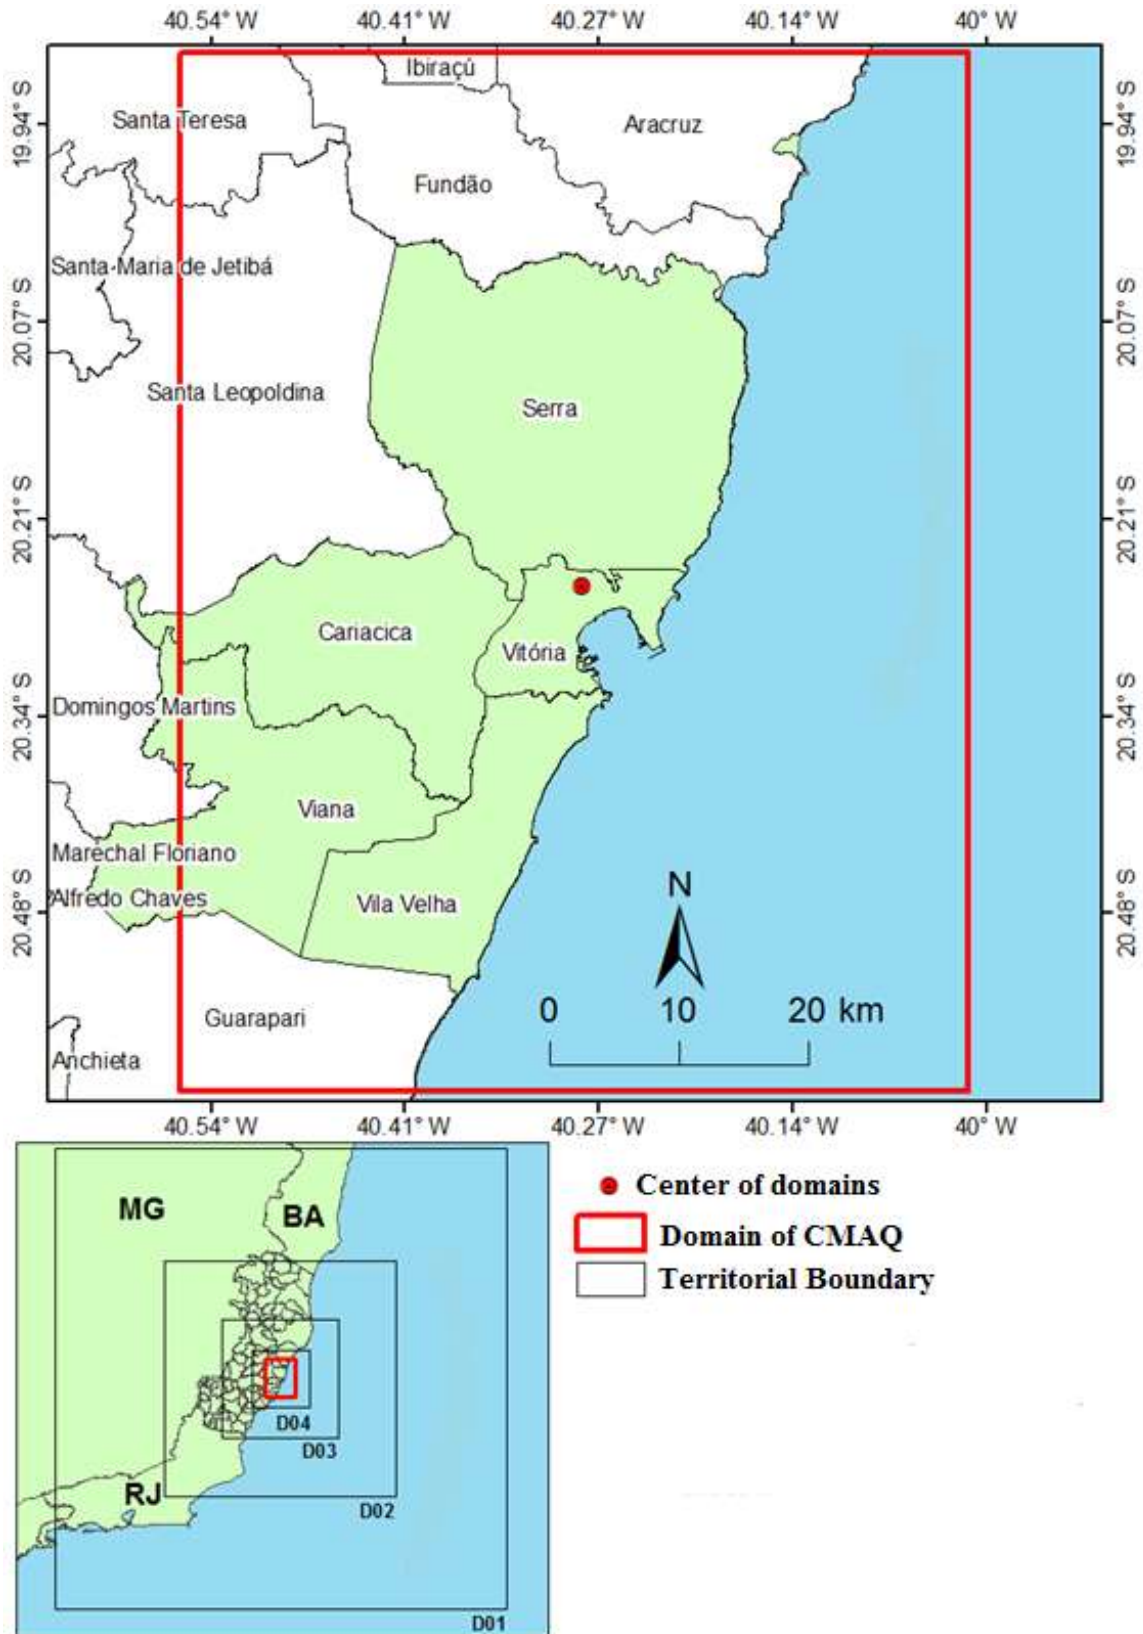 40.54° W 40.41° W 40.27° W 40.14° W 40° W
Ibiraçú
Santa Teresa
Aracruz
19.94° S
19.94° S
Fundão
Santa Maria de Jetibá
20.07° S
20.07° S
Santa Leopoldina
Serra
20.21° S
20.21° S
Cariacica
Vitória
Domingos Martins
20.34° S
20.34° S
Viana
Marechal Floriano
Alfredo Chaves
Vila Velha
20.48° S
20.48° S
N
0 10 20 km
Guarapari
Anchieta
40.54° W 40.41° W 40.27° W 40.14° W 40° W
MG
BA
D04
D03
RJ
D02
D01
Center of domains
Domain of CMAQ
Territorial Boundary